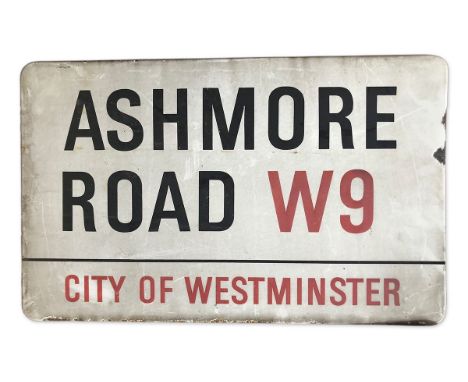 ASHMORE
ROAD W9
CITY OF WESTMINSTER